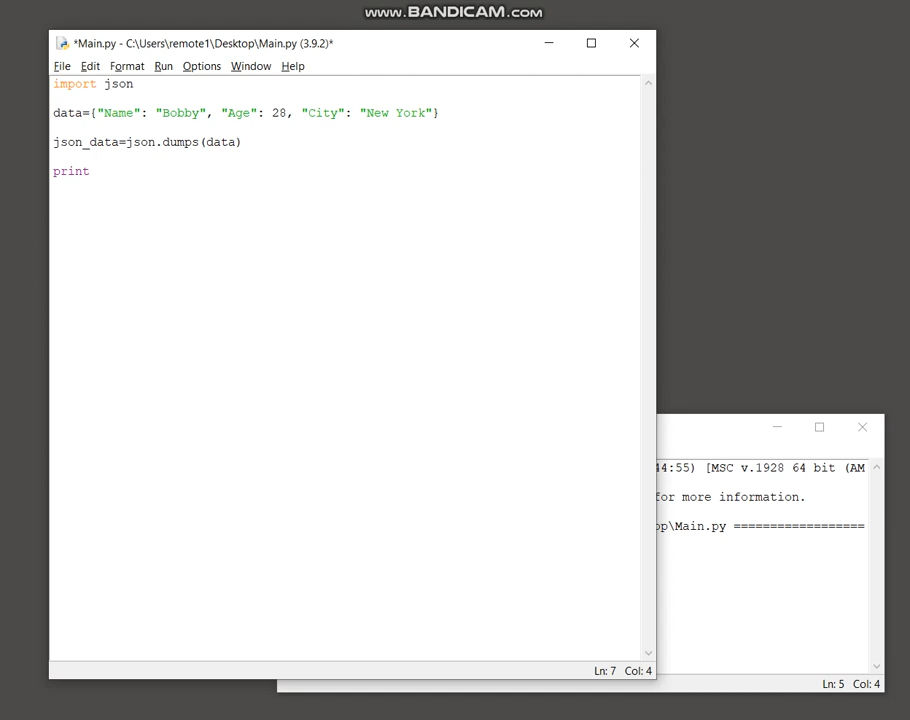 www.BANDICAM.com
*Main.py - C:\Users\remote1\Desktop\Main.py (3.9.2)*
File Edit Format Run Options Window Help
import json
data={"Name": "Bobby", "Age": 28, "City": "New York"}
json_data=json.dumps(data)
print
44:55) [MSC v.1928 64 bit (AM
for more information.
op\Main.py ==================
Ln: 7 Col: 4
Ln: 5 Col: 4